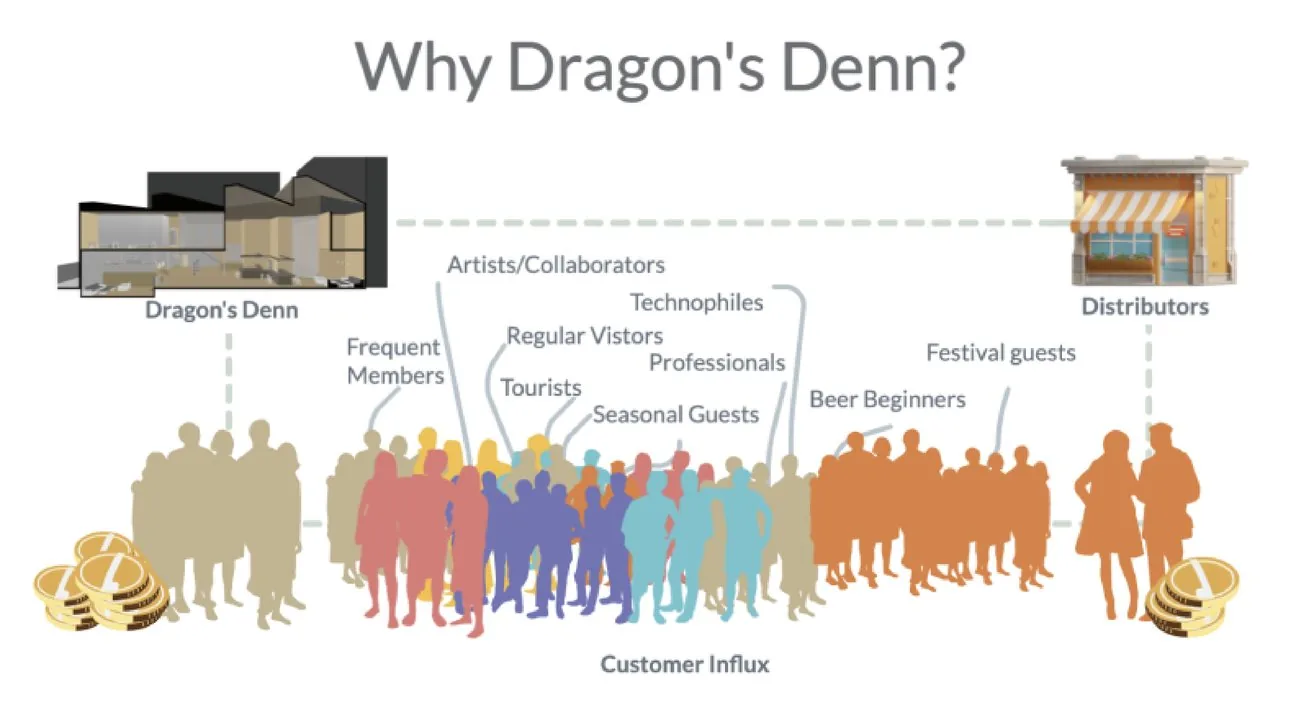 Why Dragon's Denn?
Artists/Collaborators
Technophiles
Dragon's Denn
Distributors
Frequent
Members
Regular Vistors
Professionals
Festival guests
Tourists
Seasonal Guests
Beer Beginners
Customer Influx